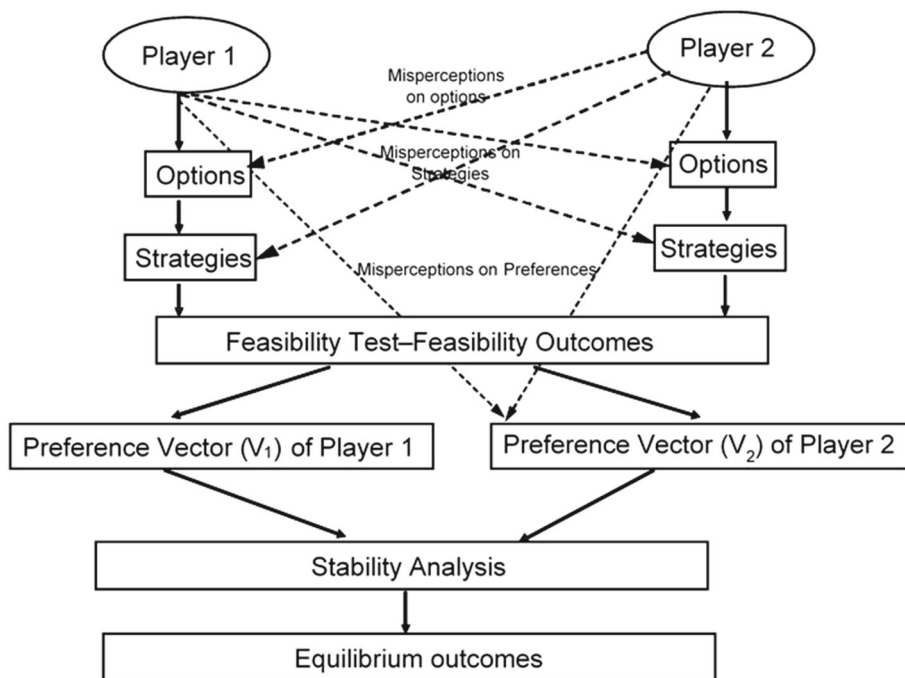 Player 1
Player 2
Misperceptions
on options
Options
Misperceptions on
Strategies
Options
Strategies
Strategies
Misperceptions on Preferences
Feasibility Test–Feasibility Outcomes
Preference Vector (V₁) of Player 1
Preference Vector (V₂) of Player 2
Stability Analysis
Equilibrium outcomes